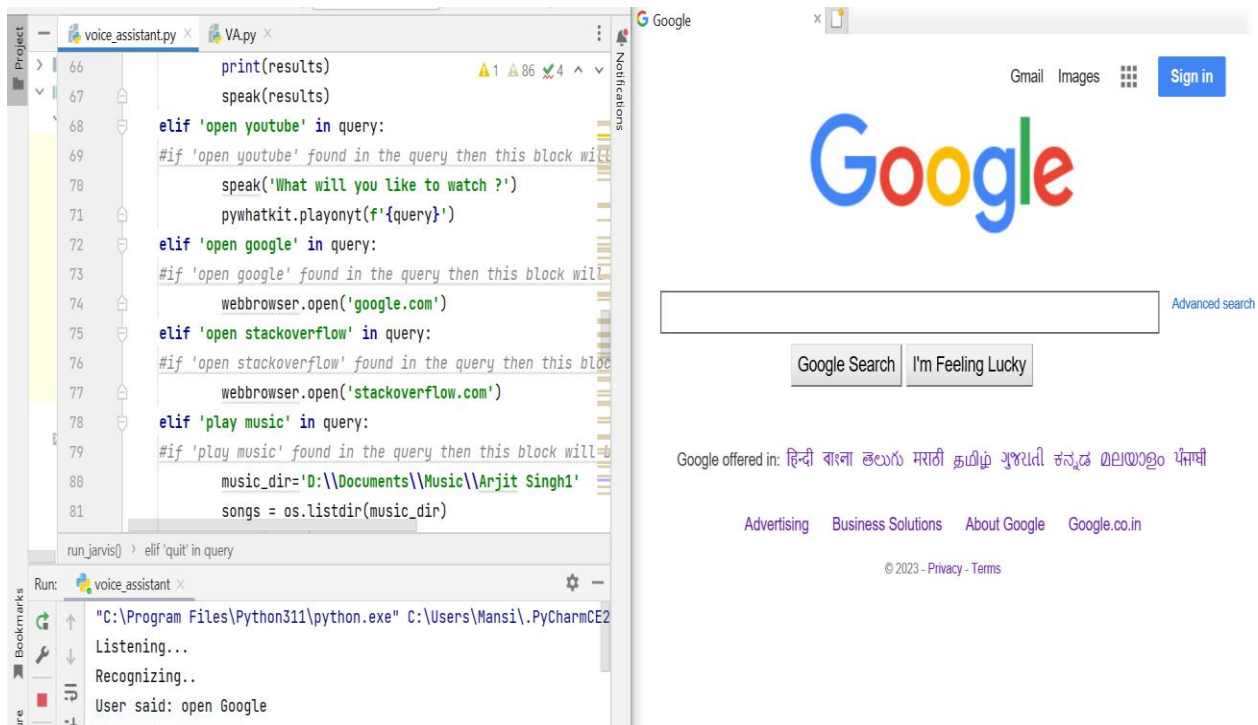 Project
voice_assistant.py
VA.py
Notifications
66 print(results)
1 86 4
67 speak(results)
68 elif 'open youtube' in query:
69 #if 'open youtube' found in the query then this block will
70 speak('What will you like to watch ?')
71 pywhatkit.playonyt(f'{query}')
72 elif 'open google' in query:
73 #if 'open google' found in the query then this block will
74 webbrowser.open('google.com')
75 elif 'open stackoverflow' in query:
76 #if 'open stackoverflow' found in the query then this bloc
77 webbrowser.open('stackoverflow.com')
78 elif 'play music' in query:
79 #if 'play music' found in the query then this block will
80 music_dir='D:\\Documents\\Music\\Arjit Singh1'
81 songs = os.listdir(music_dir)
run_jarvis() › elif 'quit' in query
Run: voice_assistant
Bookmarks
"C:\Program Files\Python311\python.exe" C:\Users\Mansi\.PyCharmCE2
Listening...
Recognizing..
User said: open Google
G Google
Gmail Images Sign in
Google
Advanced search
Google Search I'm Feeling Lucky
Google offered in: हिन्दी বাংলা తెలుగు मराठी தமிழ் ગુજરાતી ಕನ್ನಡ മലയാളം ਪੰਜਾਬੀ
Advertising Business Solutions About Google Google.co.in
© 2023 - Privacy - Terms